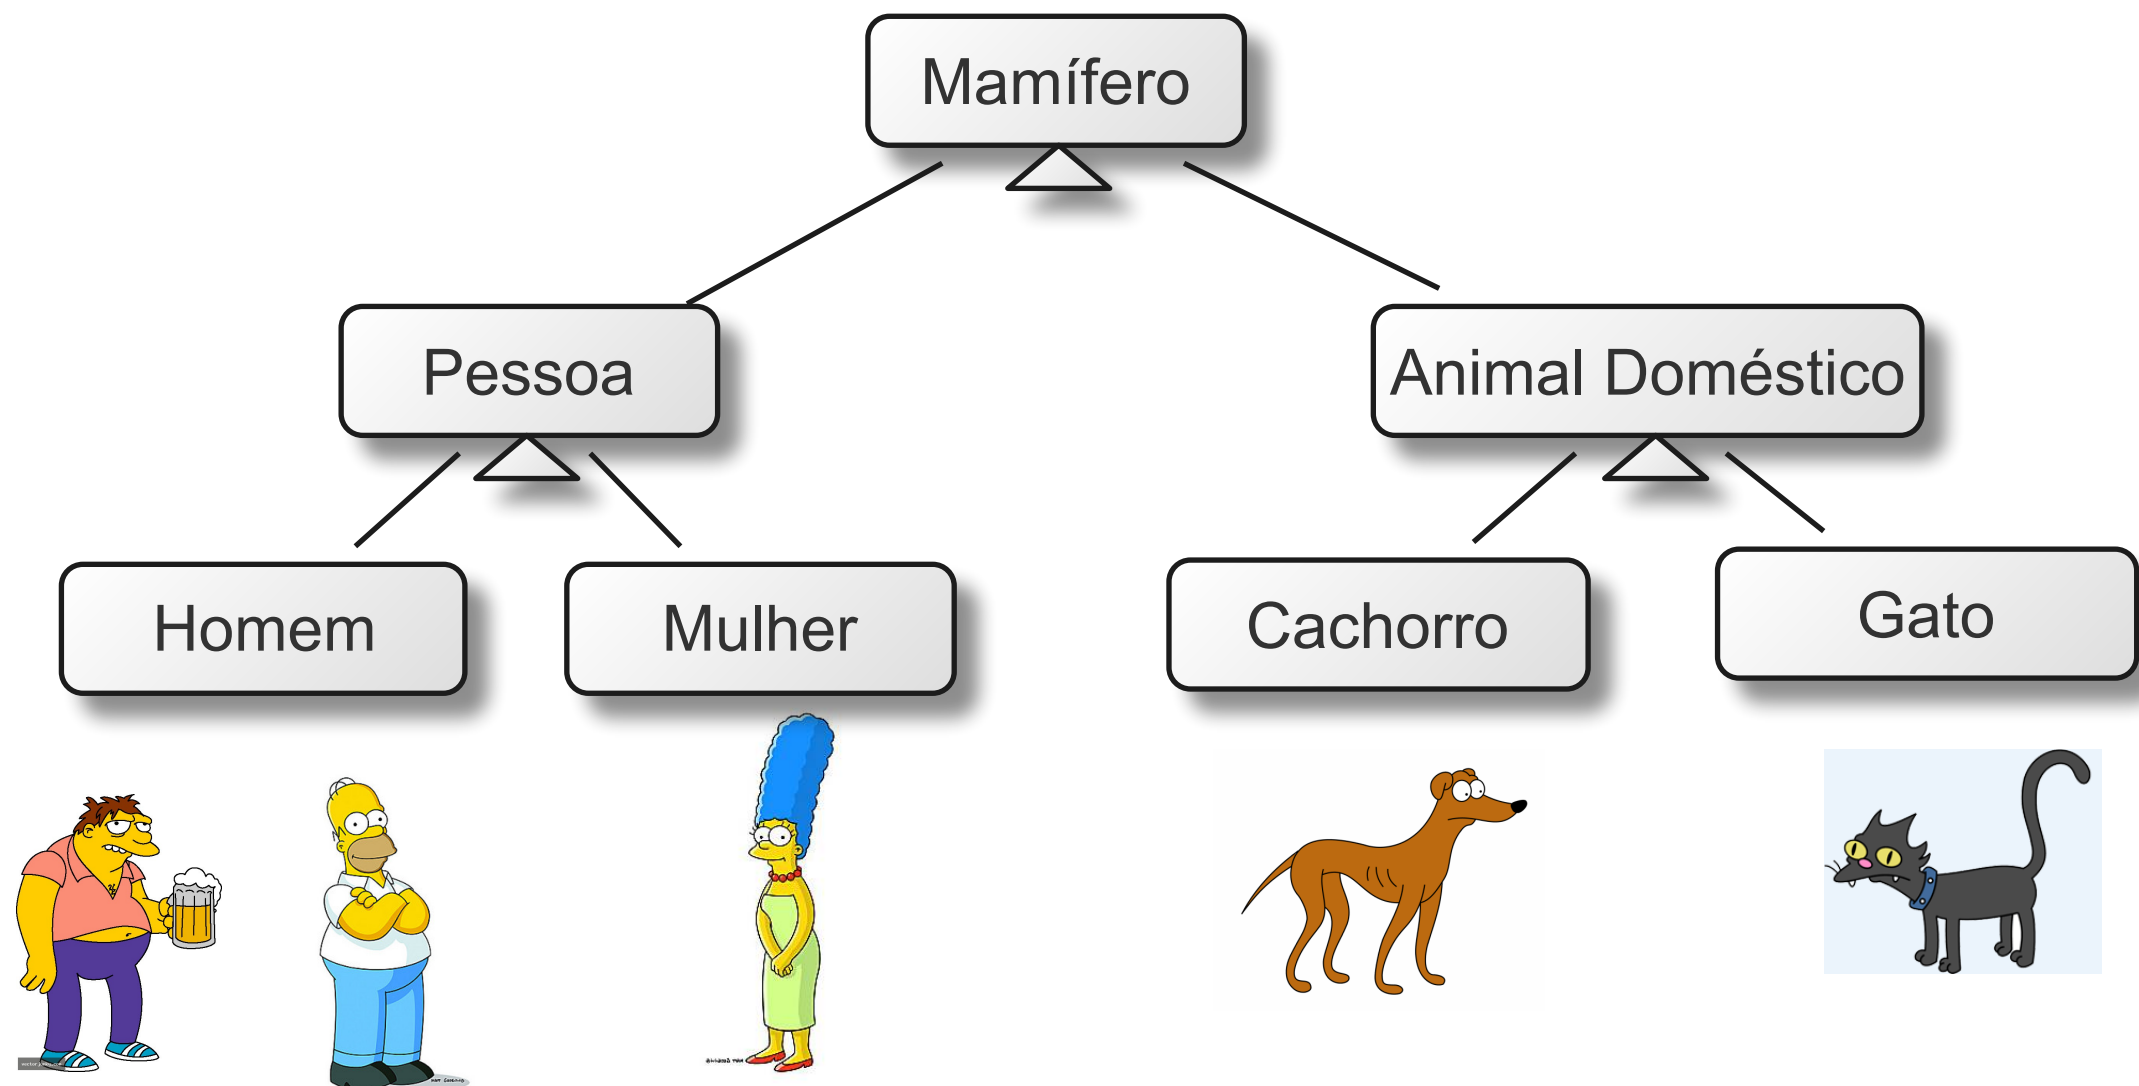 Mamífero
Pessoa
Animal Doméstico
Homem
Mulher
Cachorro
Gato